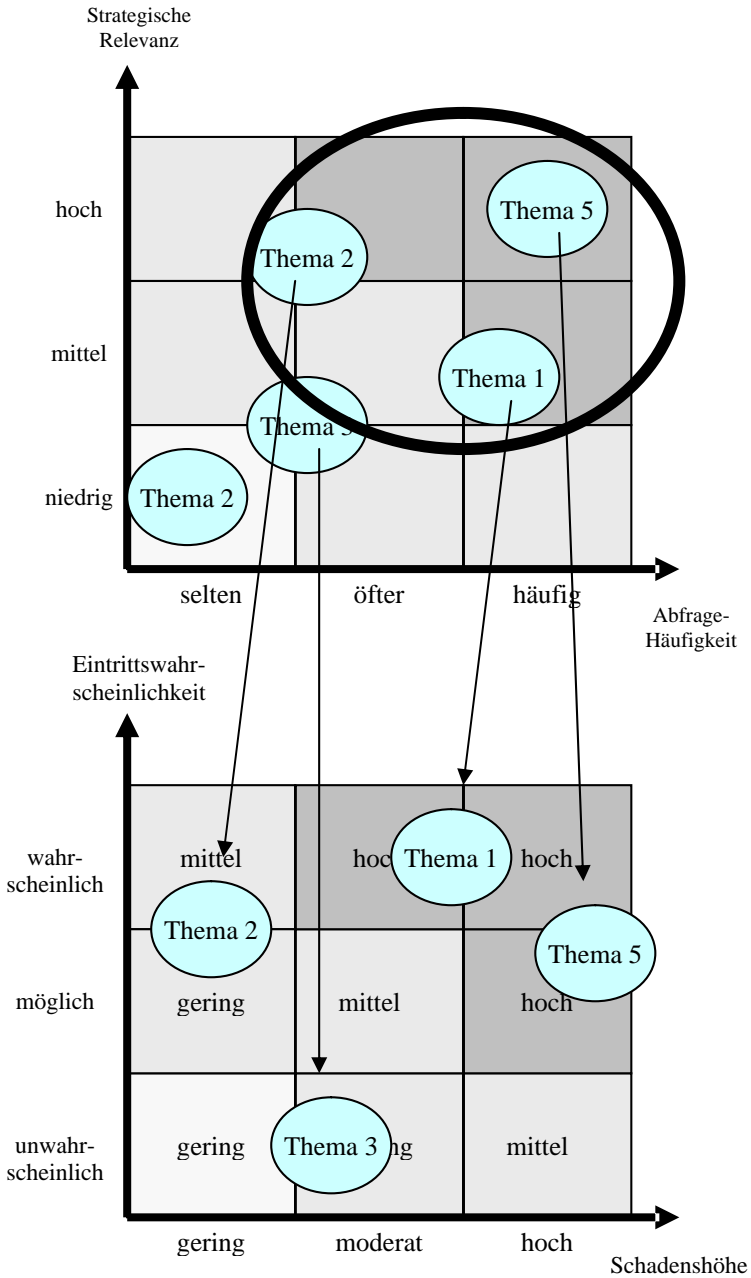 Strategische
Relevanz
hoch
Thema 5
Thema 2
mittel
Thema 1
Thema 3
niedrig
Thema 2
selten
öfter
häufig
Abfrage-
Häufigkeit
Eintrittswahr-
scheinlichkeit
wahr-
scheinlich
mittel
hoc
Thema 1
hoch
Thema 2
Thema 5
möglich
gering
mittel
hoch
unwahr-
scheinlich
gering
Thema 3
ng
mittel
gering
moderat
hoch
Schadenshöhe